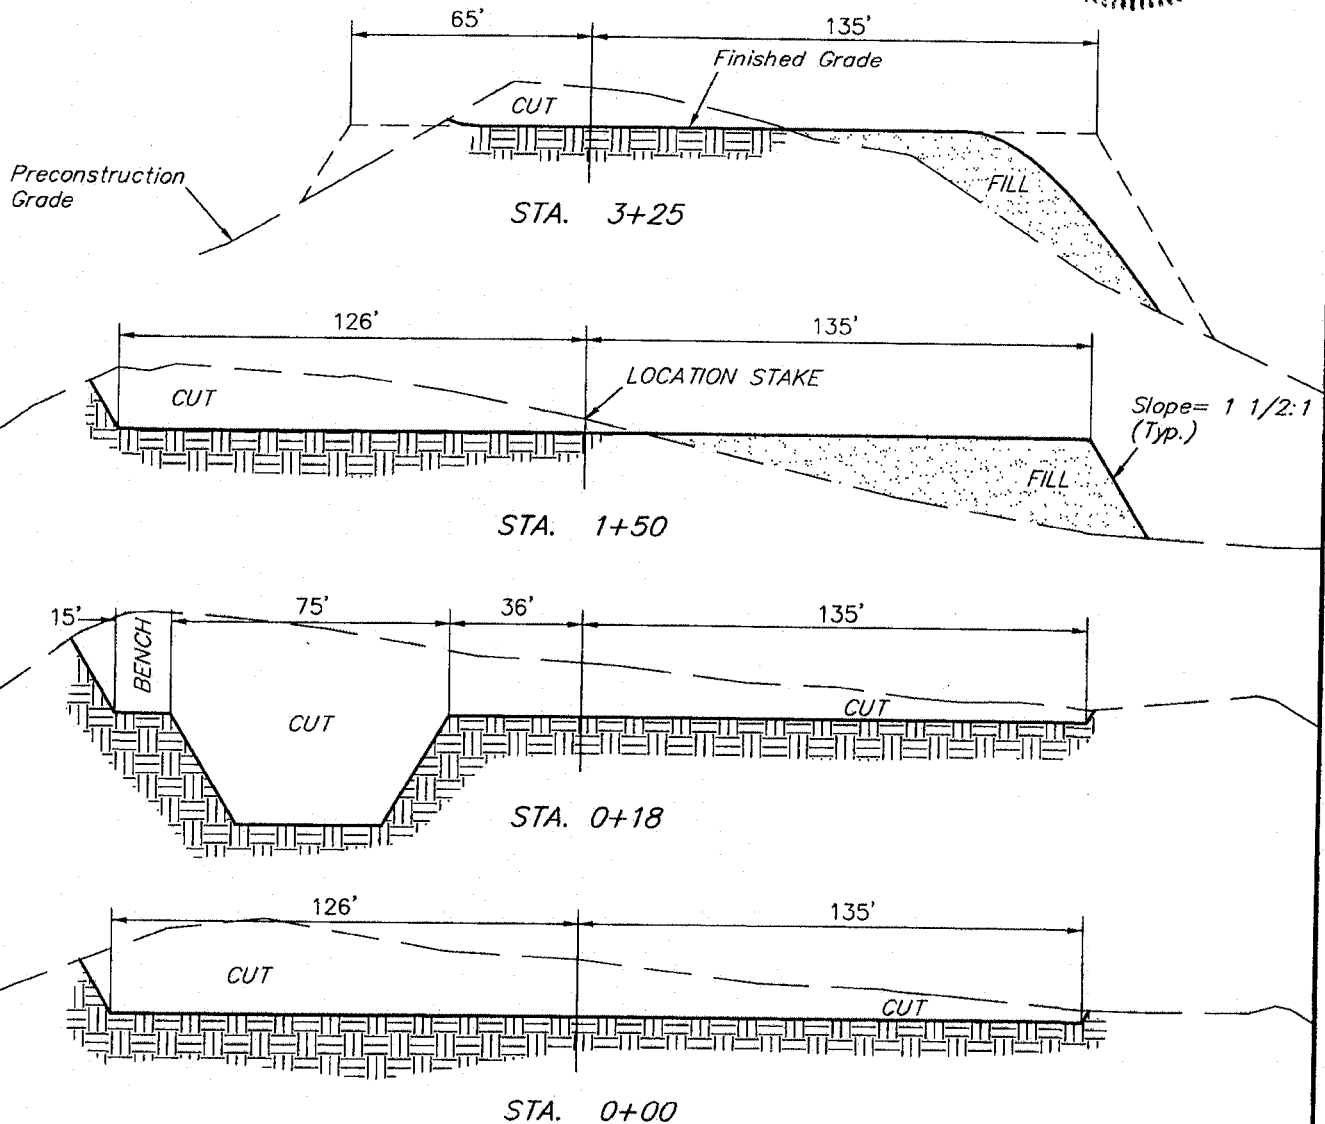 65'
135'
Finished Grade
CUT
Preconstruction
Grade
FILL
STA. 3+25
126'
135'
LOCATION STAKE
CUT
Slope= 1 1/2:1
(Typ.)
FILL
STA. 1+50
15'
75'
36'
135'
BENCH
CUT
CUT
STA. 0+18
126'
135'
CUT
CUT
STA. 0+00